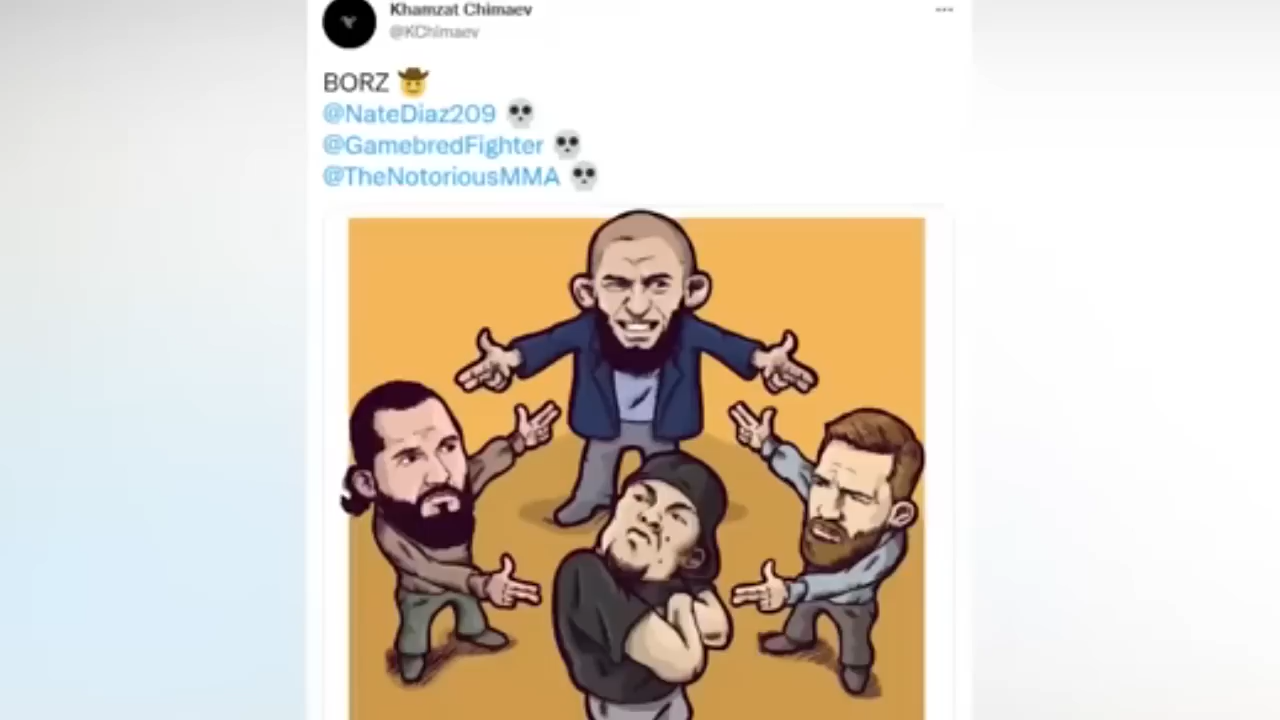 Khamzat Chimaev
@KChimaev
BORZ 🤠
@NateDiaz209 💀
@GamebredFighter 💀
@TheNotoriousMMA 💀